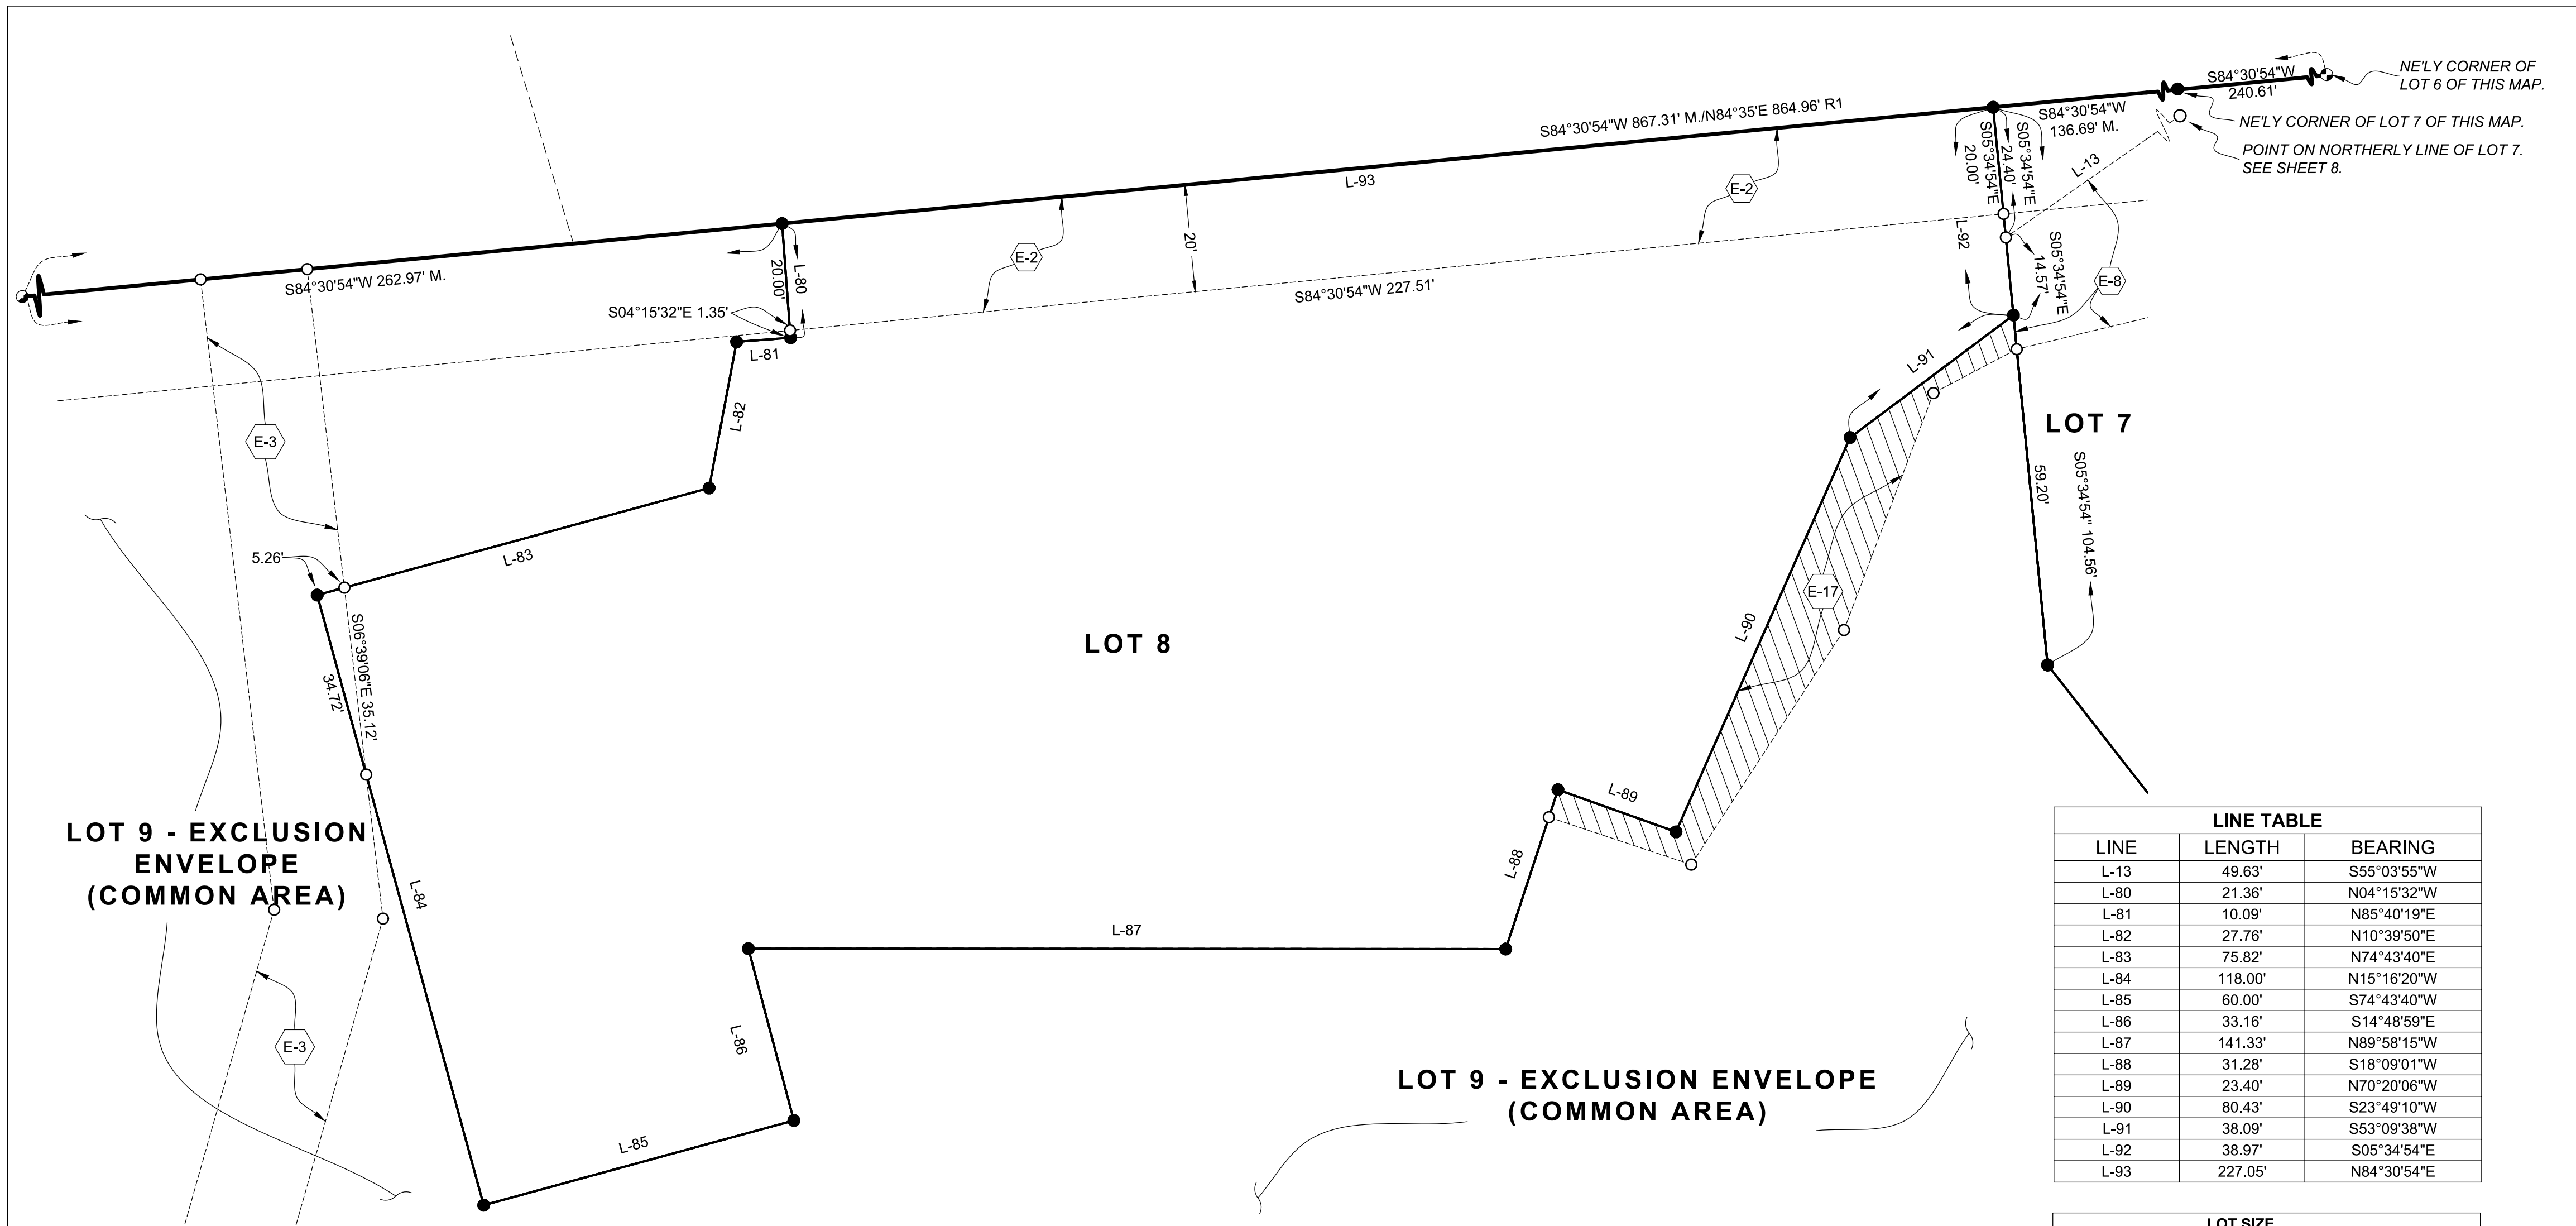 NE'LY CORNER OF
LOT 6 OF THIS MAP.
S84°30'54"W
240.61'
S84°30'54"W 867.31' M./N84°35'E 864.96' R1
S84°30'54"W
136.69' M.
NE'LY CORNER OF LOT 7 OF THIS MAP.
POINT ON NORTHERLY LINE OF LOT 7.
SEE SHEET 8.
L-13
S05°34'54"E
20.00'
S05°34'54"E
24.40'
L-93
E-2
E-2
20'
L-92
S05°34'54"E
14.57'
E-8
S84°30'54"W 262.97' M.
L-80
20.00'
S04°15'32"E 1.35'
S84°30'54"W 227.51'
L-81
L-91
L-82
E-3
LOT 7
59.20'
S05°34'54" 104.56'
5.26'
L-83
E-17
L-90
LOT 8
S06°39'06"E 35.12'
34.72'
L-89
LOT 9 - EXCLUSION
ENVELOPE
(COMMON AREA)
L-84
L-88
L-87
L-86
E-3
L-85
LOT 9 - EXCLUSION ENVELOPE
(COMMON AREA)
LINE TABLE
LINE LENGTH BEARING
L-13 49.63' S55°03'55"W
L-80 21.36' N04°15'32"W
L-81 10.09' N85°40'19"E
L-82 27.76' N10°39'50"E
L-83 75.82' N74°43'40"E
L-84 118.00' N15°16'20"W
L-85 60.00' S74°43'40"W
L-86 33.16' S14°48'59"E
L-87 141.33' N89°58'15"W
L-88 31.28' S18°09'01"W
L-89 23.40' N70°20'06"W
L-90 80.43' S23°49'10"W
L-91 38.09' S53°09'38"W
L-92 38.97' S05°34'54"E
L-93 227.05' N84°30'54"E
LOT SIZE